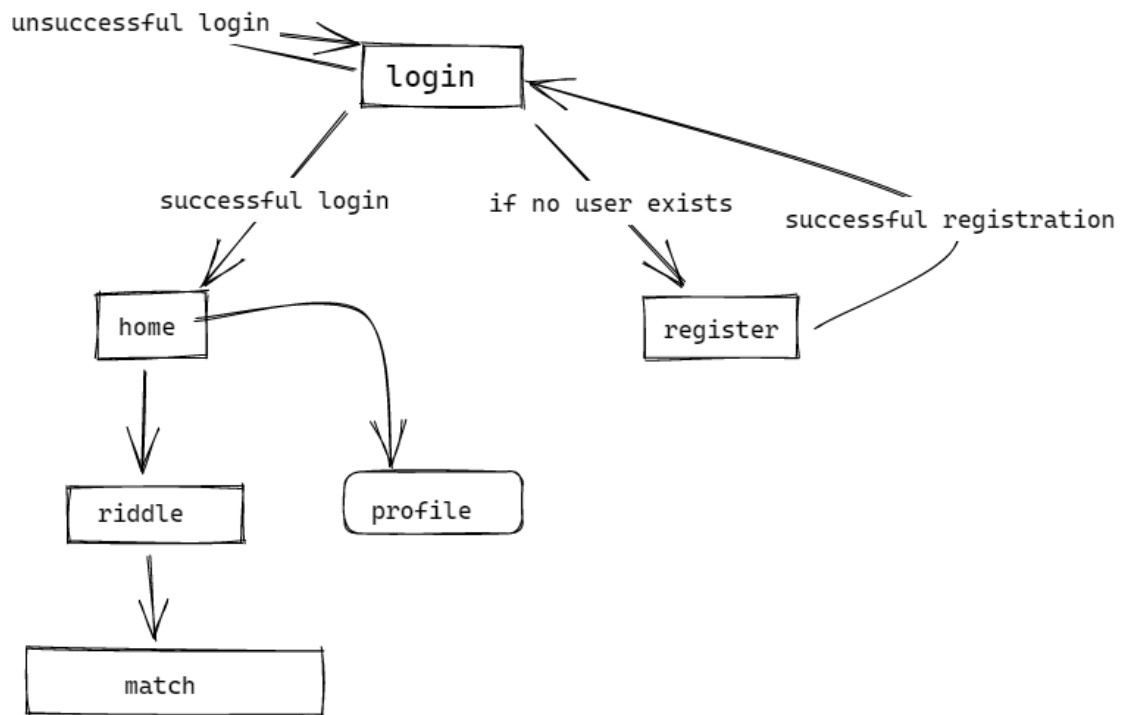 unsuccessful login
login
successful login
if no user exists
successful registration
home
register
riddle
profile
match